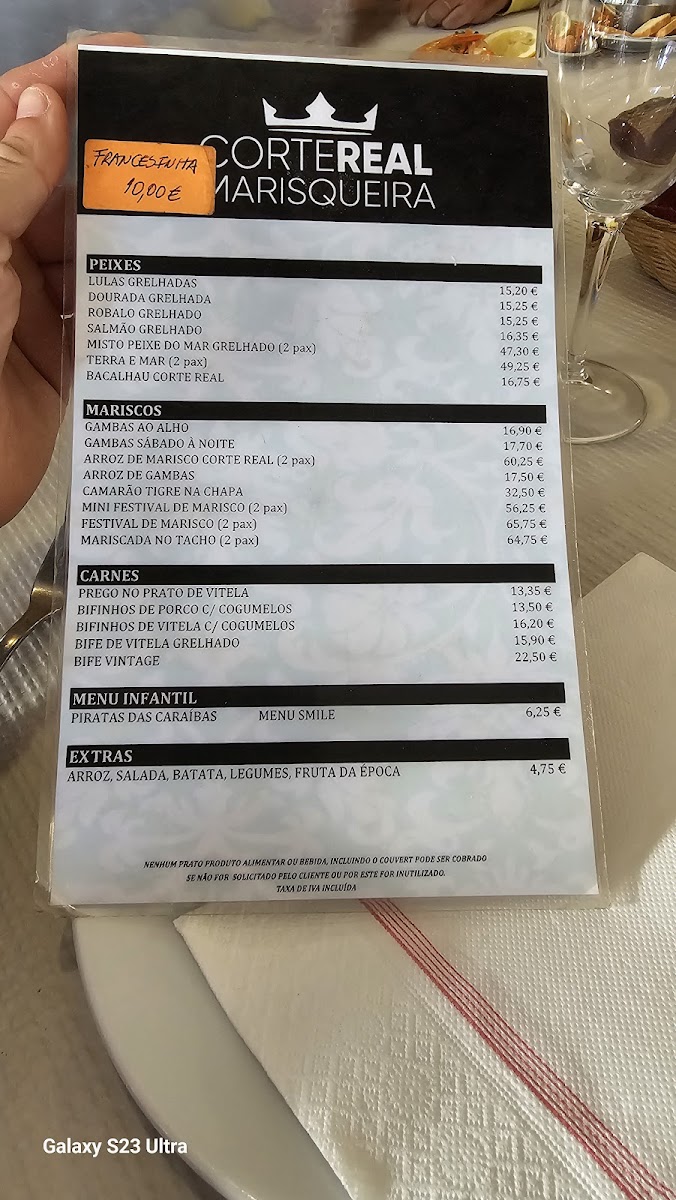 FRANCESINHA
10,00€
CORTEREAL
MARISQUEIRA
PEIXES
LULAS GRELHADAS 15,20 €
DOURADA GRELHADA 15,25 €
ROBALO GRELHADO 15,25 €
SALMÃO GRELHADO 16,35 €
MISTO PEIXE DO MAR GRELHADO (2 pax) 47,30 €
TERRA E MAR (2 pax) 49,25 €
BACALHAU CORTE REAL 16,75 €
MARISCOS
GAMBAS AO ALHO 16,90 €
GAMBAS SÁBADO À NOITE 17,70 €
ARROZ DE MARISCO CORTE REAL (2 pax) 60,25 €
ARROZ DE GAMBAS 17,50 €
CAMARÃO TIGRE NA CHAPA 32,50 €
MINI FESTIVAL DE MARISCO (2 pax) 56,25 €
FESTIVAL DE MARISCO (2 pax) 65,75 €
MARISCADA NO TACHO (2 pax) 64,75 €
CARNES
PREGO NO PRATO DE VITELA 13,35 €
BIFINHOS DE PORCO C/ COGUMELOS 13,50 €
BIFINHOS DE VITELA C/ COGUMELOS 16,20 €
BIFE DE VITELA GRELHADO 15,90 €
BIFE VINTAGE 22,50 €
MENU INFANTIL
PIRATAS DAS CARAÍBAS MENU SMILE 6,25 €
EXTRAS
ARROZ, SALADA, BATATA, LEGUMES, FRUTA DA ÉPOCA 4,75 €
NENHUM PRATO PRODUTO ALIMENTAR OU BEBIDA, INCLUINDO O COUVERT PODE SER COBRADO
SE NÃO FOR SOLICITADO PELO CLIENTE OU POR ESTE FOR INUTILIZADO.
TAXA DE IVA INCLUÍDA
Galaxy S23 Ultra